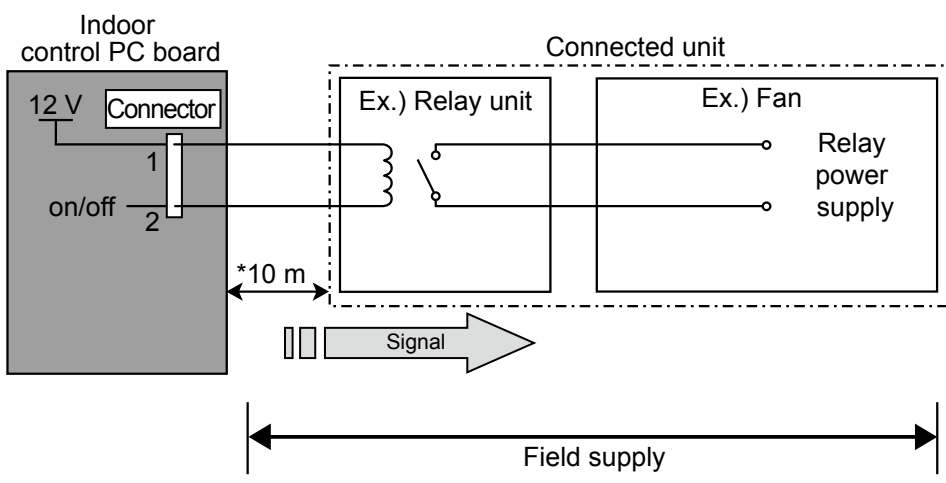 Indoor
control PC board
Connected unit
12 V
Connector
1
on/off
2
Ex.) Relay unit
Ex.) Fan
Relay
power
supply
*10 m
Signal
Field supply